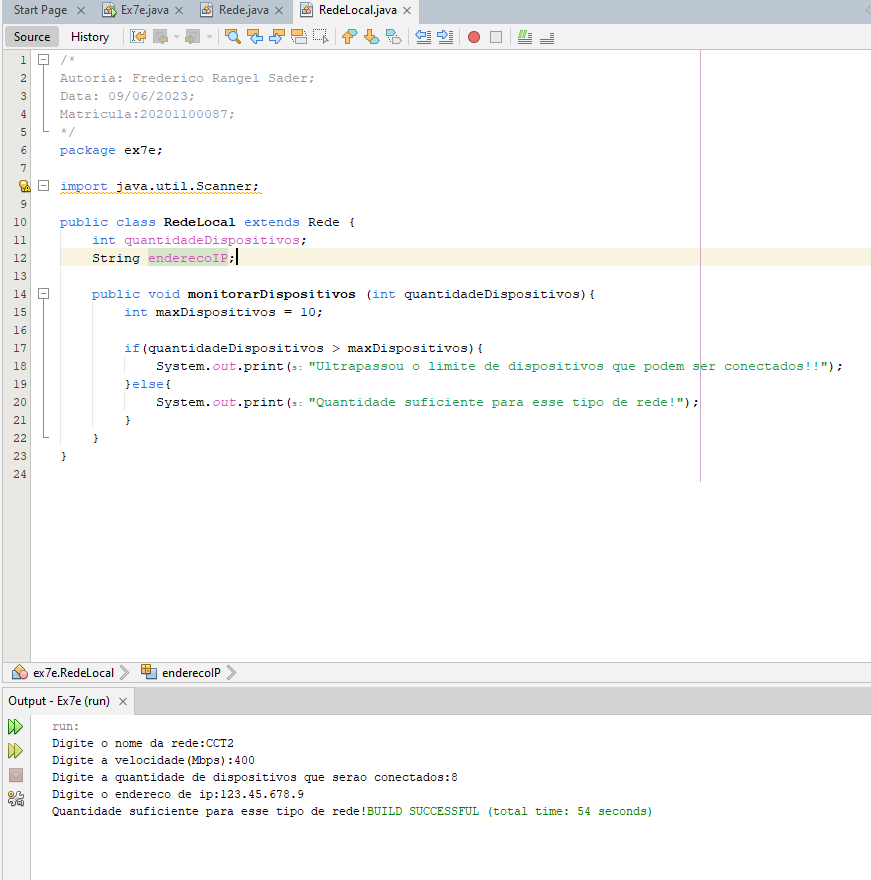 Start Page
Ex7e.java
Rede.java
RedeLocal.java
Source
History
1 /*
2 Autoria: Frederico Rangel Sader;
3 Data: 09/06/2023;
4 Matricula:20201100087;
5 */
6 package ex7e;
7
import java.util.Scanner;
9
10 public class RedeLocal extends Rede {
11 int quantidadeDispositivos;
12 String enderecoIP;
13
14 public void monitorarDispositivos (int quantidadeDispositivos){
15 int maxDispositivos = 10;
16
17 if(quantidadeDispositivos > maxDispositivos){
18 System.out.print(s: "Ultrapassou o limite de dispositivos que podem ser conectados!!");
19 }else{
20 System.out.print(s: "Quantidade suficiente para esse tipo de rede!");
21 }
22 }
23 }
24
ex7e.RedeLocal
enderecoIP
Output - Ex7e (run)
run:
Digite o nome da rede:CCT2
Digite a velocidade(Mbps):400
Digite a quantidade de dispositivos que serao conectados:8
Digite o endereco de ip:123.45.678.9
Quantidade suficiente para esse tipo de rede!BUILD SUCCESSFUL (total time: 54 seconds)